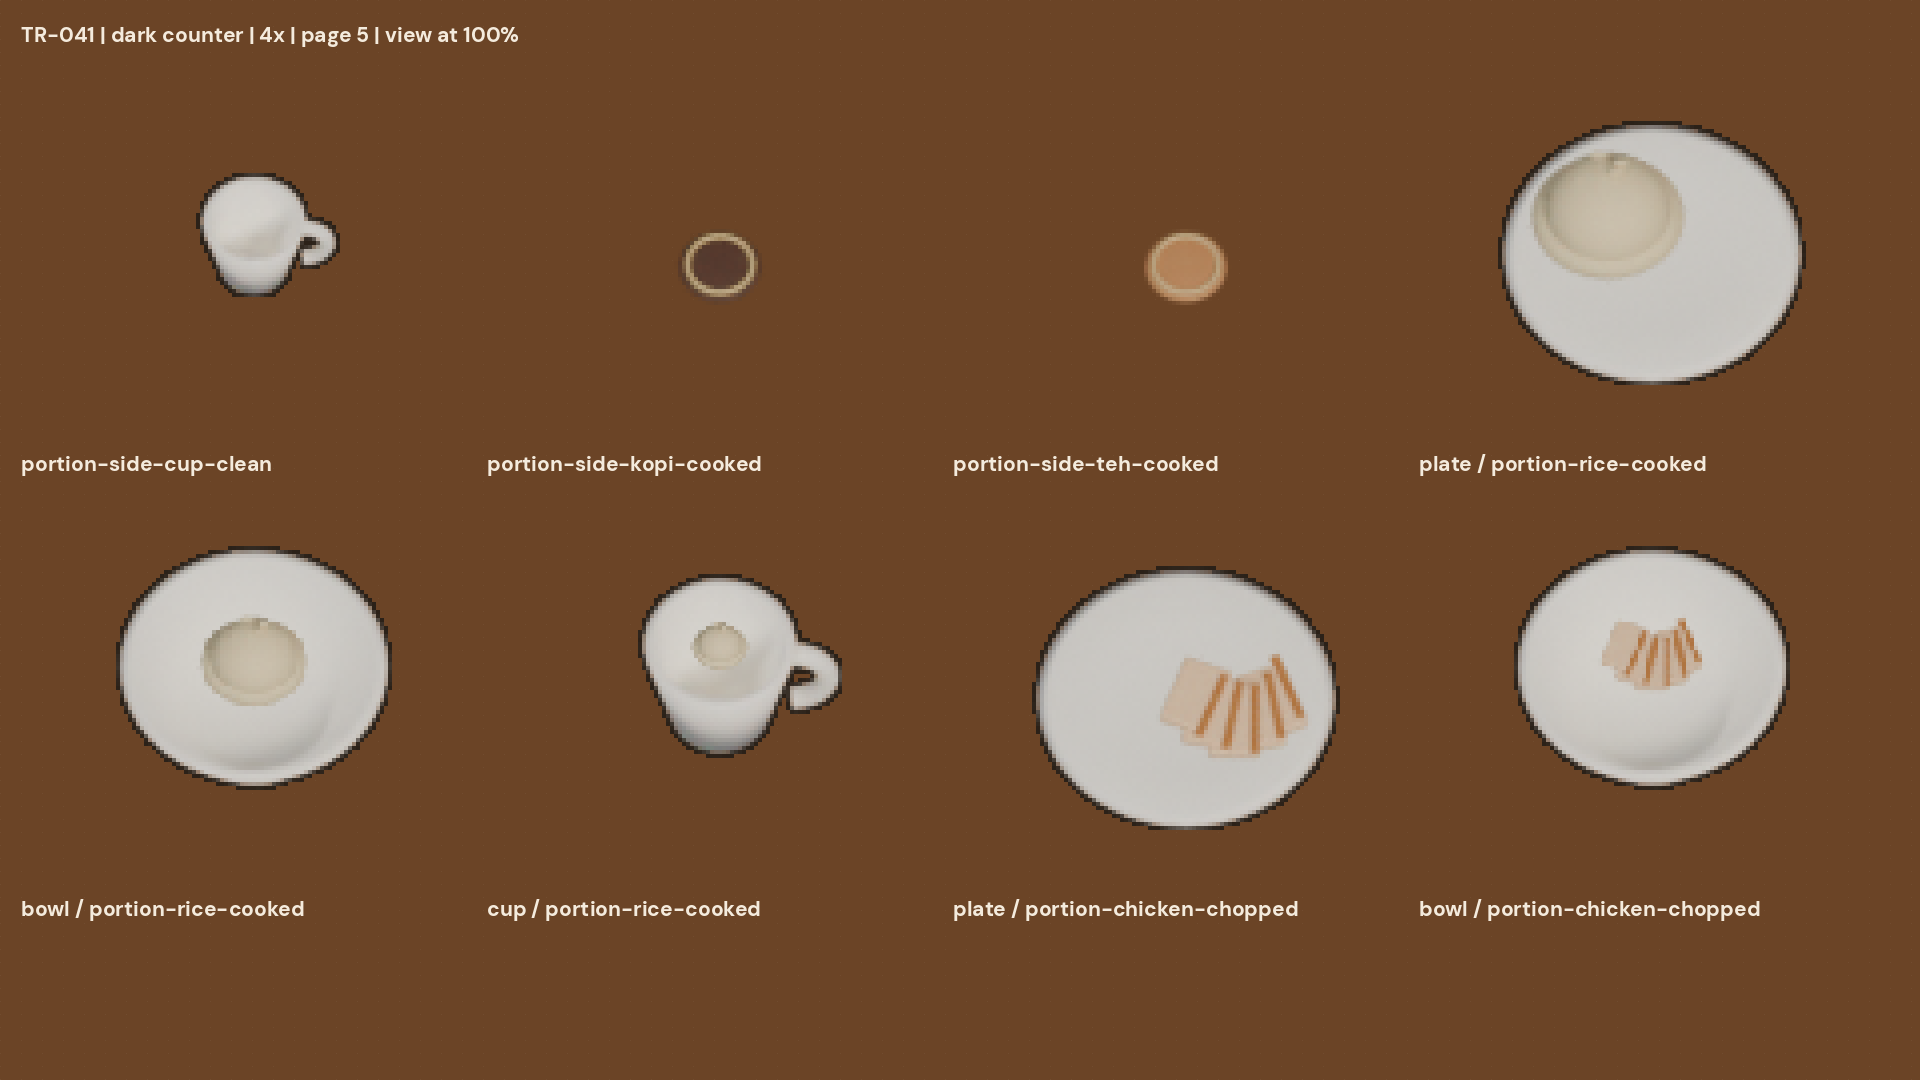 TR-041 | dark counter | 4x | page 5 | view at 100%
portion-side-cup-clean
portion-side-kopi-cooked
portion-side-teh-cooked
plate / portion-rice-cooked
bowl / portion-rice-cooked
cup / portion-rice-cooked
plate / portion-chicken-chopped
bowl / portion-chicken-chopped